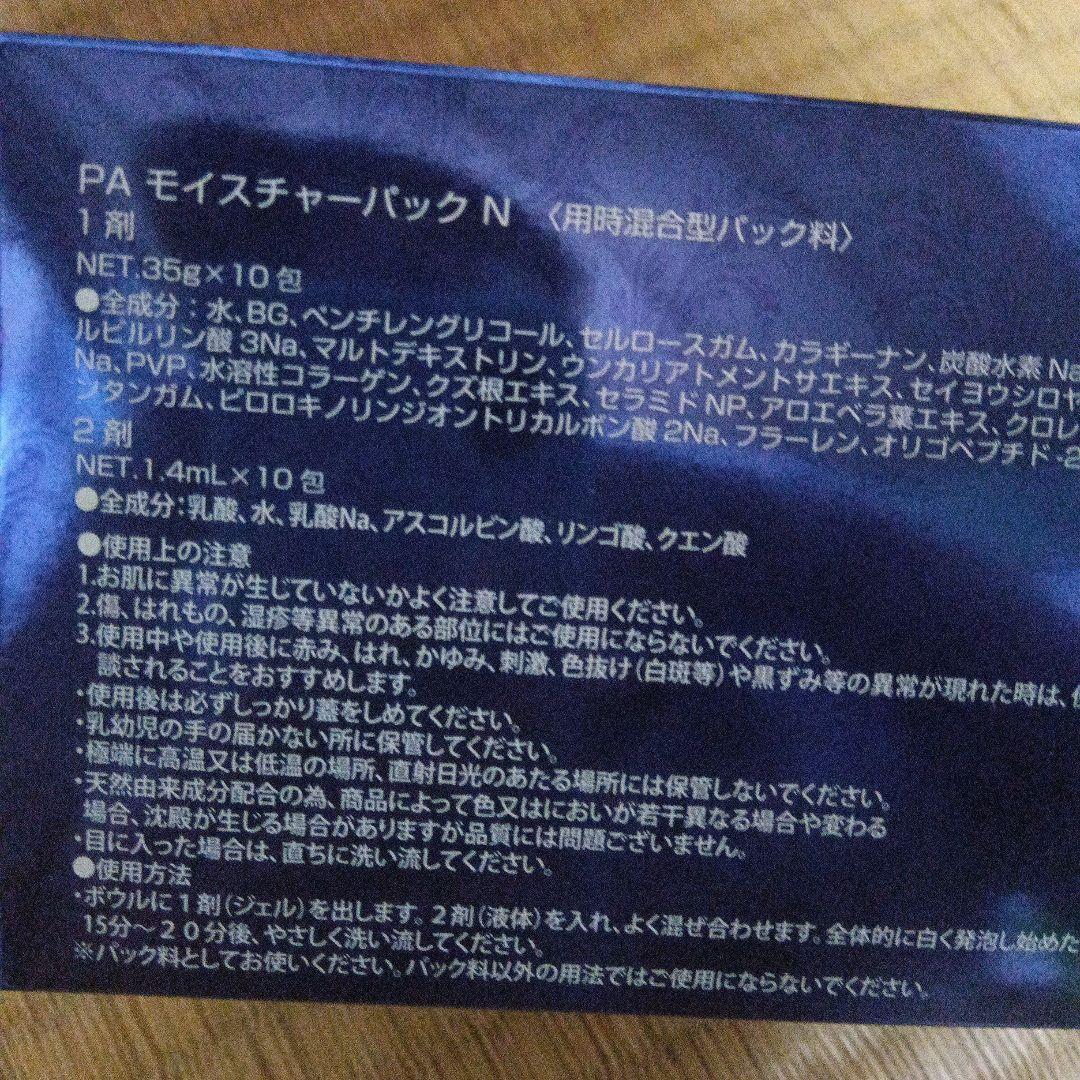 PA モイスチャーパック N 〈用時混合型パック料〉
1 剤
NET.35g×10 包
●全成分：水、BG、ペンチレングリコール、セルロースガム、カラギーナン、炭酸水素 Na
ルビルリン酸 3Na、マルトデキストリン、ウンカリアトメントサエキス、セイヨウシロヤ
Na、PVP、水溶性コラーゲン、クズ根エキス、セラミド NP、アロエベラ葉エキス、クロレ
ンタンガム、ピロロキノリンジオントリカルボン酸 2Na、フラーレン、オリゴペプチド-2
2 剤
NET.1.4mL×10 包
●全成分：乳酸、水、乳酸Na、アスコルビン酸、リンゴ酸、クエン酸
●使用上の注意
1.お肌に異常が生じていないかよく注意してご使用ください。
2.傷、はれもの、湿疹等異常のある部位にはご使用にならないでください。
3.使用中や使用後に赤み、はれ、かゆみ、刺激、色抜け（白斑等）や黒ずみ等の異常が現れた時は、
談されることをおすすめします。
・使用後は必ずしっかり蓋をしめてください。
・乳幼児の手の届かない所に保管してください。
・極端に高温又は低温の場所、直射日光のあたる場所には保管しないでください。
・天然由来成分配合の為、商品によって色又はにおいが若干異なる場合や変わる
場合、沈殿が生じる場合がありますが品質には問題ございません。
・目に入った場合は、直ちに洗い流してください。
●使用方法
・ボウルに 1 剤（ジェル）を出します。2 剤（液体）を入れ、よく混ぜ合わせます。全体的に白く発泡し始めた
15分～20分後、やさしく洗い流してください。
※パック料としてお使いください。パック料以外の用法ではご使用にならないでください。